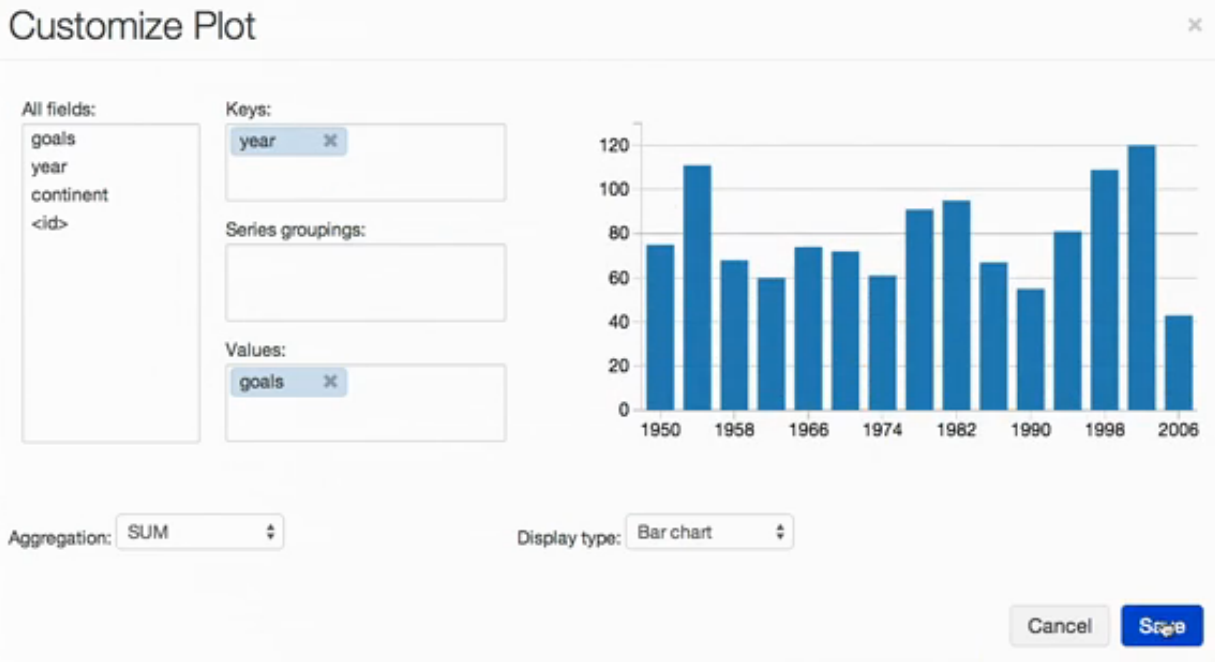 Customize Plot ×
All fields:
goals
year
continent
<id>
Keys:
year ×
Series groupings:
Values:
goals ×
120
100
80
60
40
20
0
1950 1958 1966 1974 1982 1990 1998 2006
Aggregation: SUM
Display type: Bar chart
Cancel Save